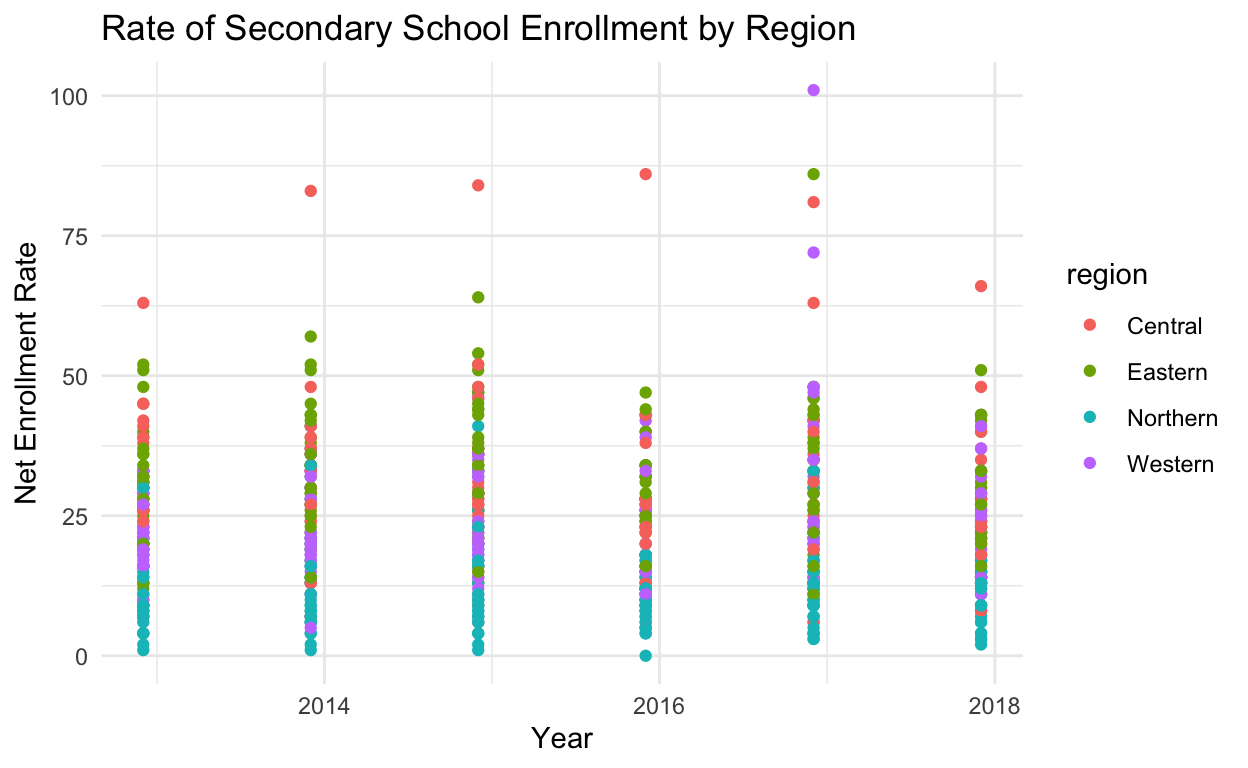 Rate of Secondary School Enrollment by Region
100
75
50
25
0
Net Enrollment Rate
2014
2016
2018
Year
region
Central
Eastern
Northern
Western